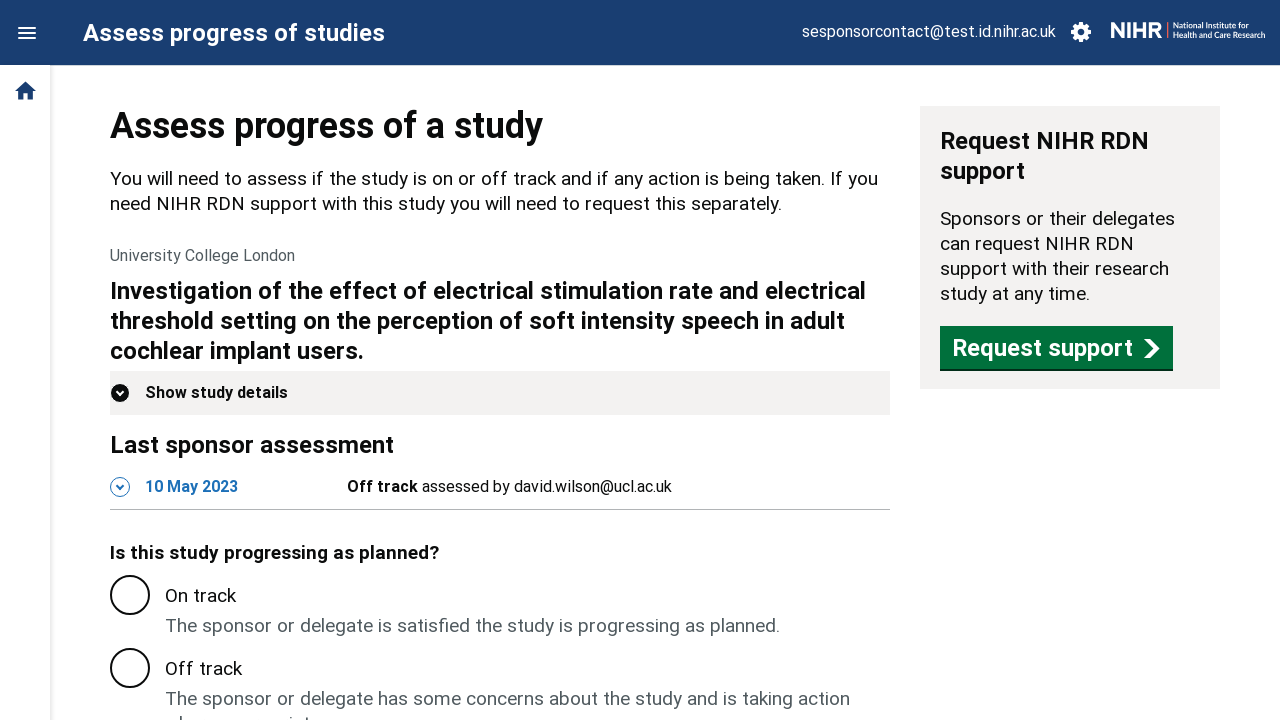 Assess progress of studies
sesponsorcontact@test.id.nihr.ac.uk
NIHR | National Institute for
Health and Care Research
Assess progress of a study
You will need to assess if the study is on or off track and if any action is being taken. If you
need NIHR RDN support with this study you will need to request this separately.
University College London
Investigation of the effect of electrical stimulation rate and electrical
threshold setting on the perception of soft intensity speech in adult
cochlear implant users.
Show study details
Last sponsor assessment
10 May 2023
Off track assessed by david.wilson@ucl.ac.uk
Is this study progressing as planned?
On track
The sponsor or delegate is satisfied the study is progressing as planned.
Off track
The sponsor or delegate has some concerns about the study and is taking action
Request NIHR RDN
support
Sponsors or their delegates
can request NIHR RDN
support with their research
study at any time.
Request support